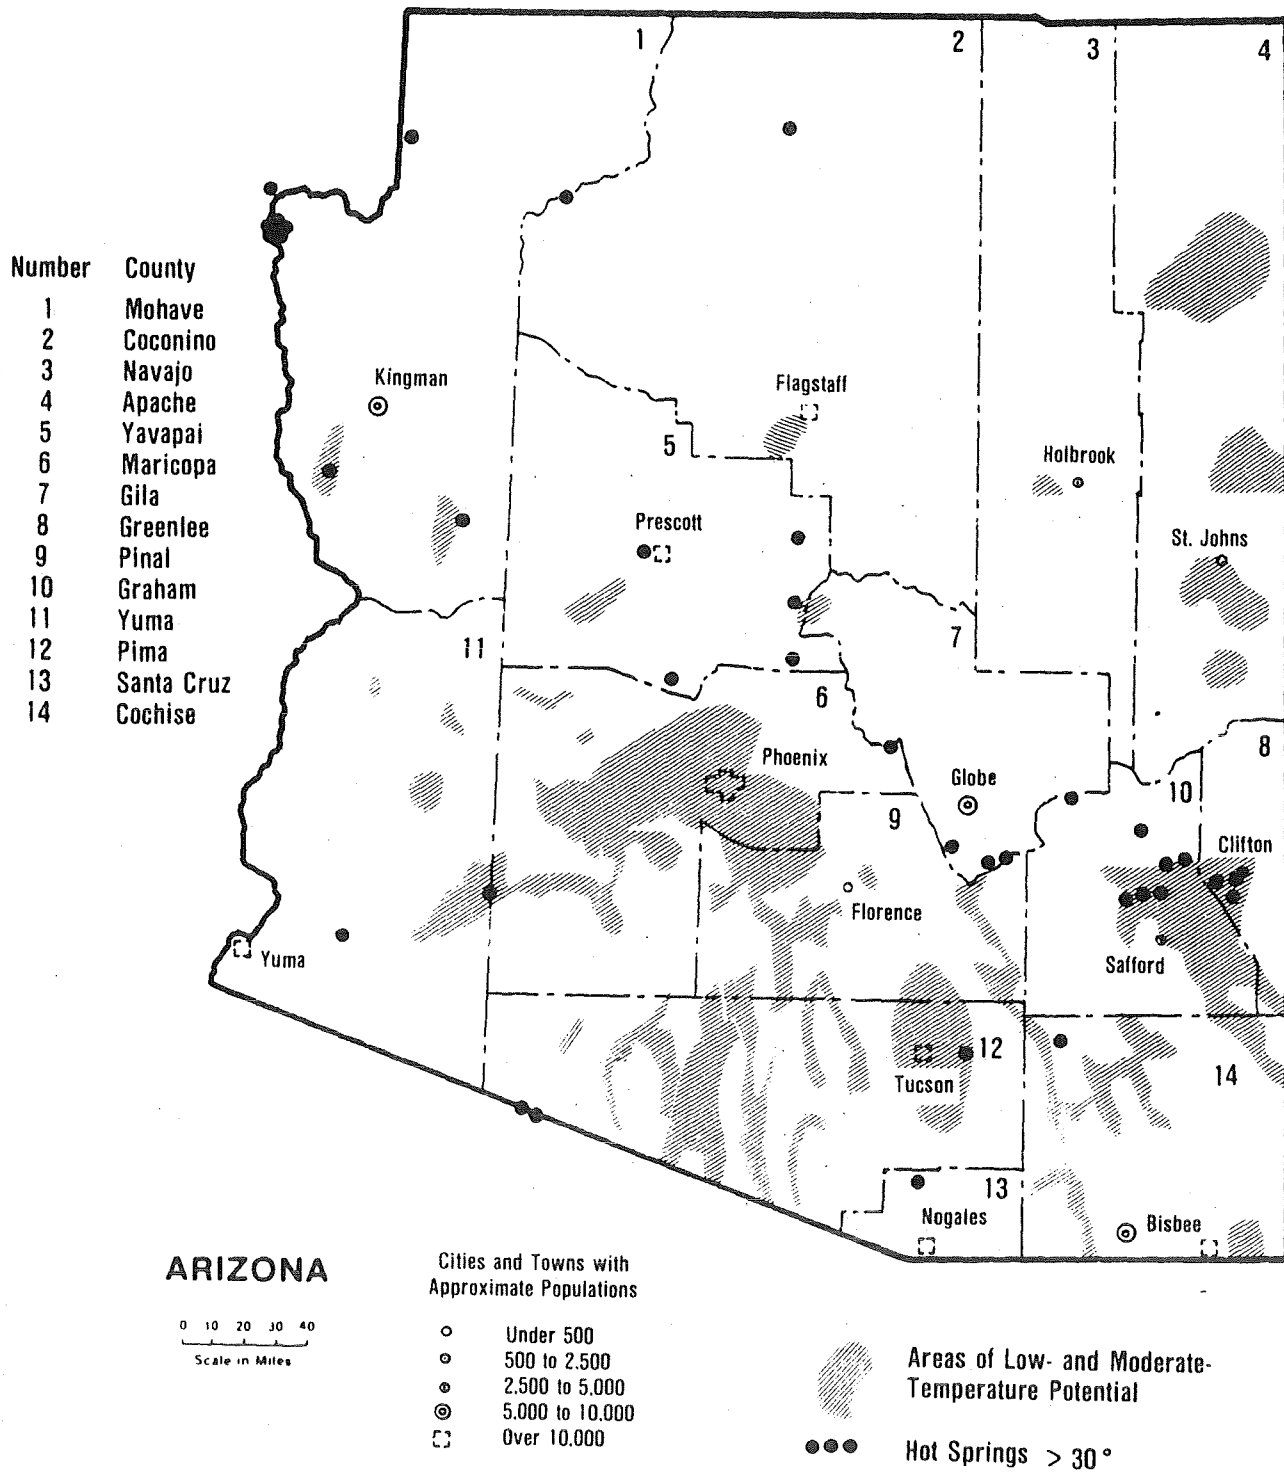 1
2
3
4
Number County
1 Mohave
2 Coconino
3 Navajo
4 Apache
5 Yavapai
6 Maricopa
7 Gila
8 Greenlee
9 Pinal
10 Graham
11 Yuma
12 Pima
13 Santa Cruz
14 Cochise
Kingman
Flagstaff
5
Holbrook
Prescott
St. Johns
11
7
6
8
Phoenix
Globe
10
9
Clifton
Florence
Yuma
Safford
12
Tucson
14
13
Nogales
Bisbee
ARIZONA
0 10 20 30 40
Scale in Miles
Cities and Towns with
Approximate Populations
Under 500
500 to 2.500
2.500 to 5.000
5.000 to 10.000
Over 10.000
Areas of Low- and Moderate-
Temperature Potential
Hot Springs > 30°